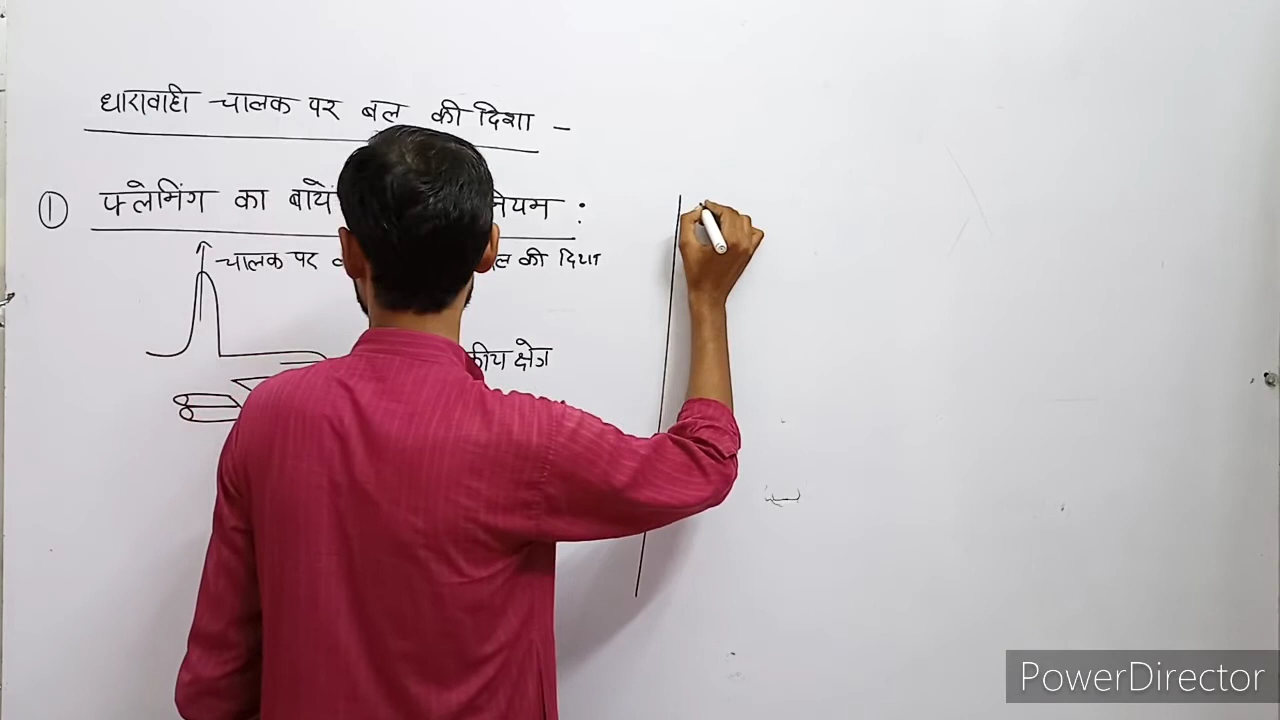 धारावाही चालक पर बल की दिशा –
① फ्लेमिंग का बायें नियम :
चालक पर की दिशा
क्षेत्र
PowerDirector